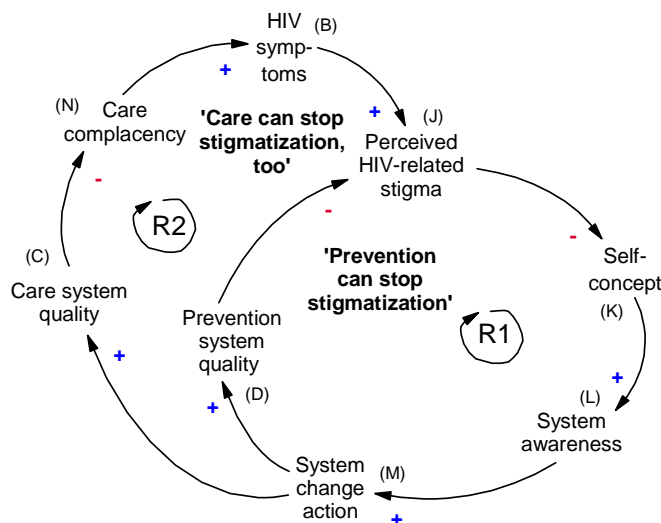 HIV
symp-
toms
(B)
+
(N)
Care
complacency
'Care can stop
stigmatization,
too'
+
(J)
Perceived
HIV-related
stigma
-
R2
-
(C)
Care system
quality
'Prevention
can stop
stigmatization'
-
Self-
concept
(K)
Prevention
system
quality
R1
+
+
(D)
+
(L)
System
awareness
System
change
action
(M)
+